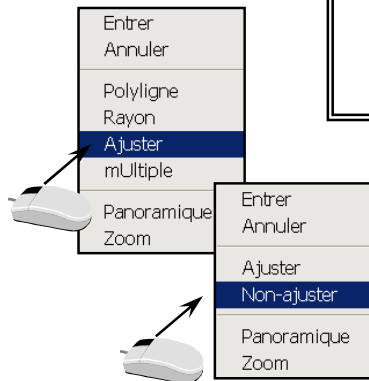 Entrer
Annuler
Polyligne
Rayon
Ajuster
mUltiple
Panoramique
Zoom
Entrer
Annuler
Ajuster
Non-ajuster
Panoramique
Zoom